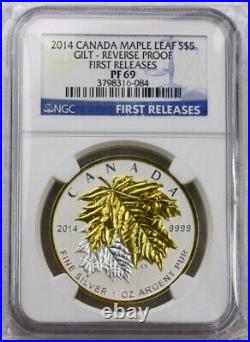 2014 CANADA MAPLE LEAF S$5
GILT - REVERSE PROOF
FIRST RELEASES
PF 69
3798316-084
NGC
FIRST RELEASES
CANADA
2014
9999
FINE SILVER 1 OZ ARGENT PUR